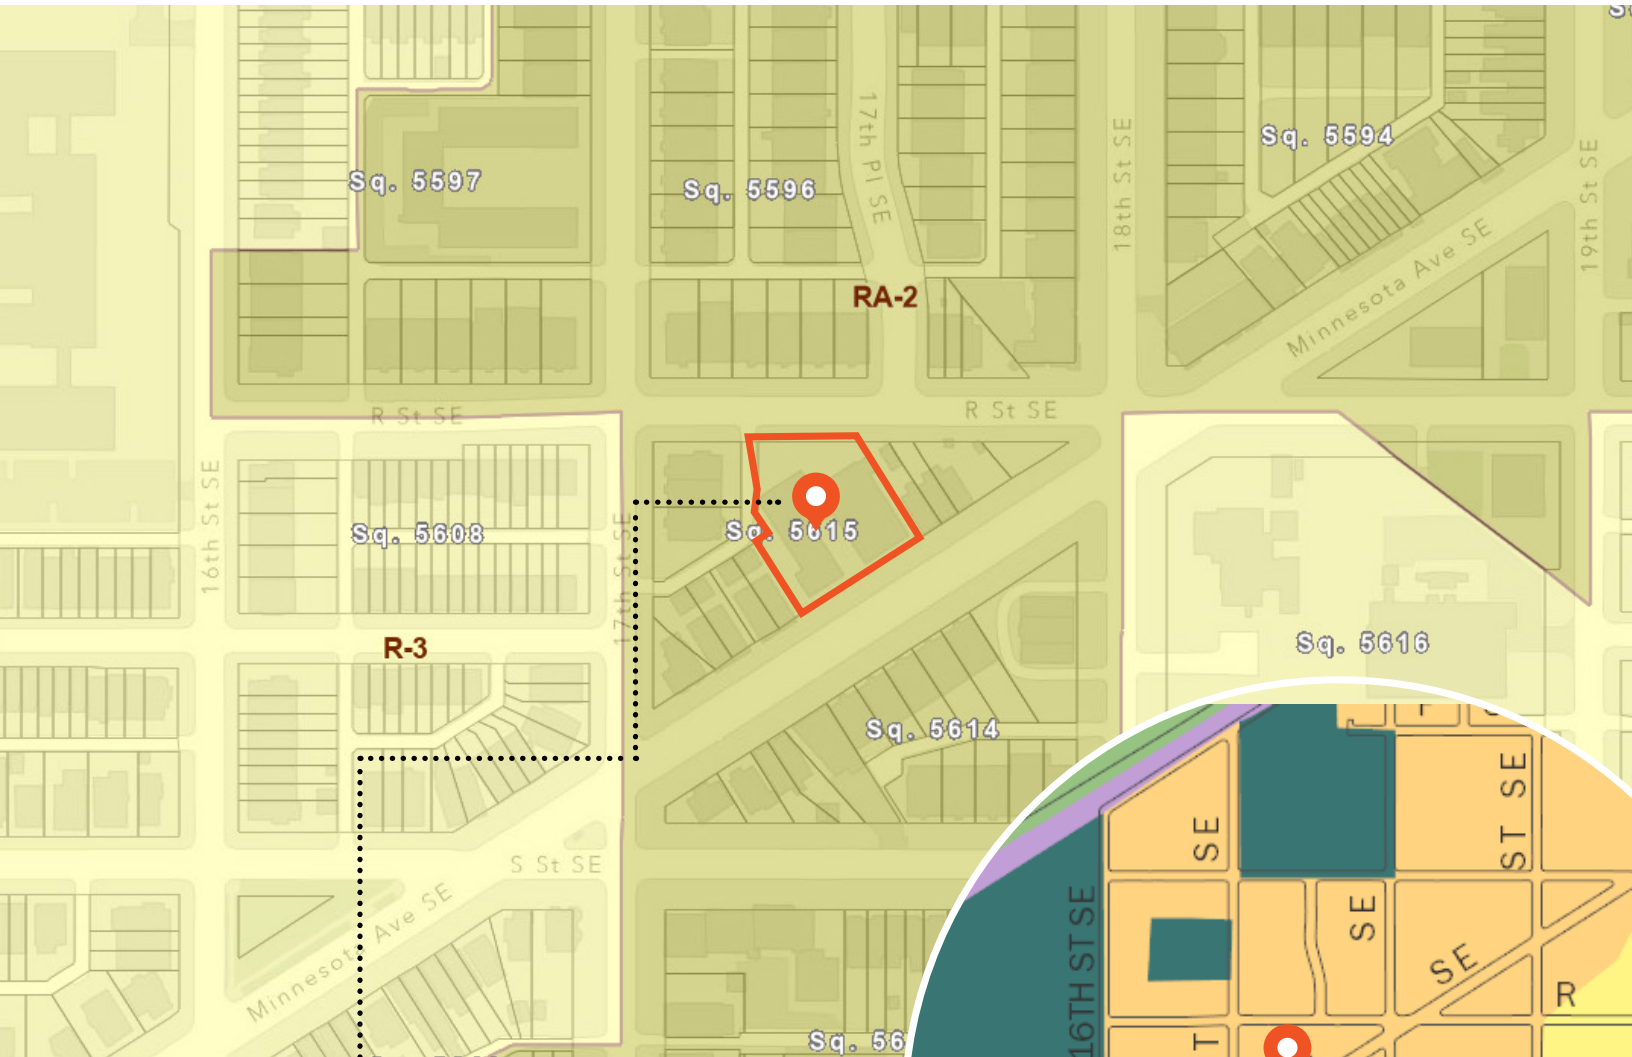 Sq. 5597
Sq. 5596
17th Pl SE
18th St SE
Sq. 5594
19th St SE
Minnesota Ave SE
RA-2
R St SE
R St SE
16th St SE
Sq. 5608
17th St SE
Sq. 5615
R-3
Sq. 5616
Sq. 5614
S St SE
Minnesota Ave SE
Sq. 56
SE
ST SE
16TH ST SE
SE
SE
R
T